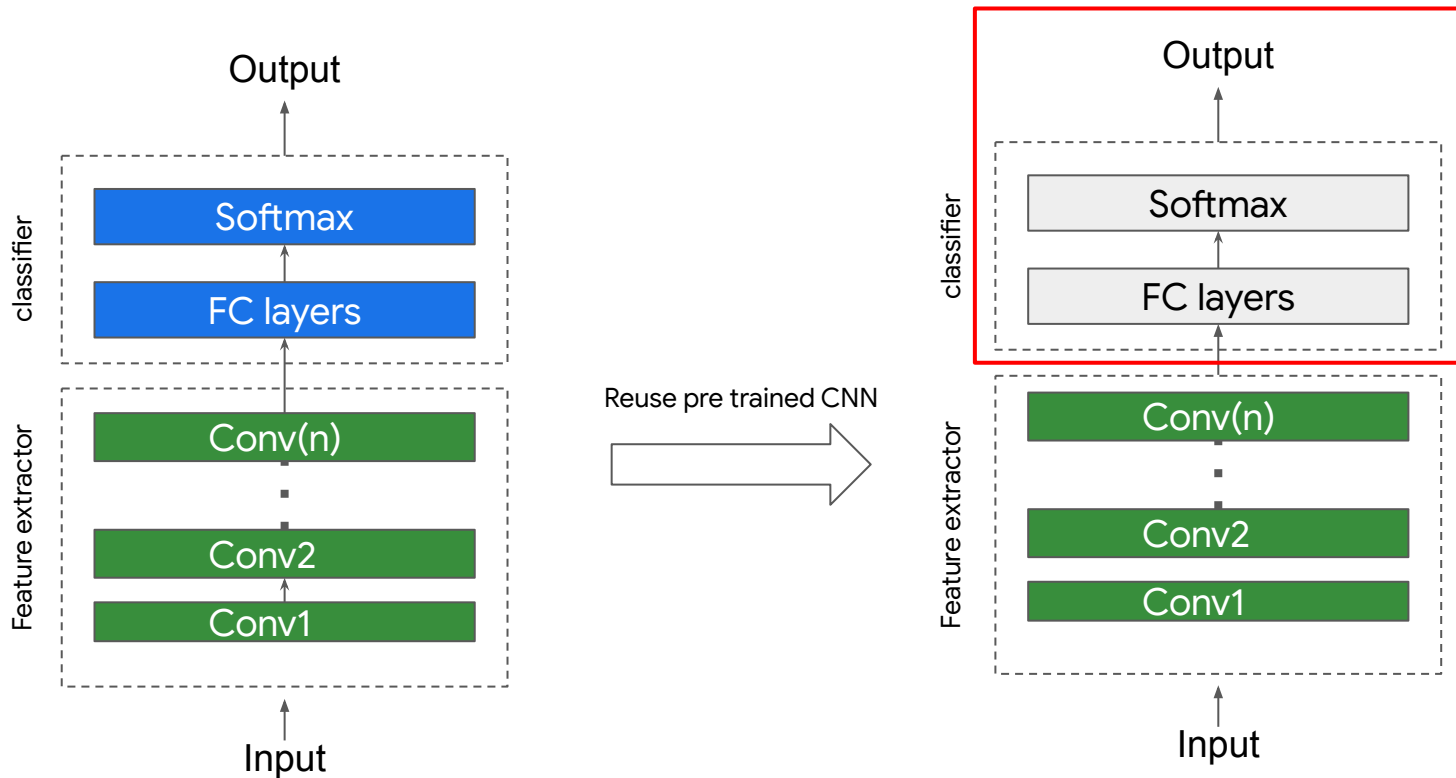 Output
classifier
Softmax
FC layers
Feature extractor
Conv(n)
Conv2
Conv1
Input
Reuse pre trained CNN
Output
classifier
Softmax
FC layers
Feature extractor
Conv(n)
Conv2
Conv1
Input